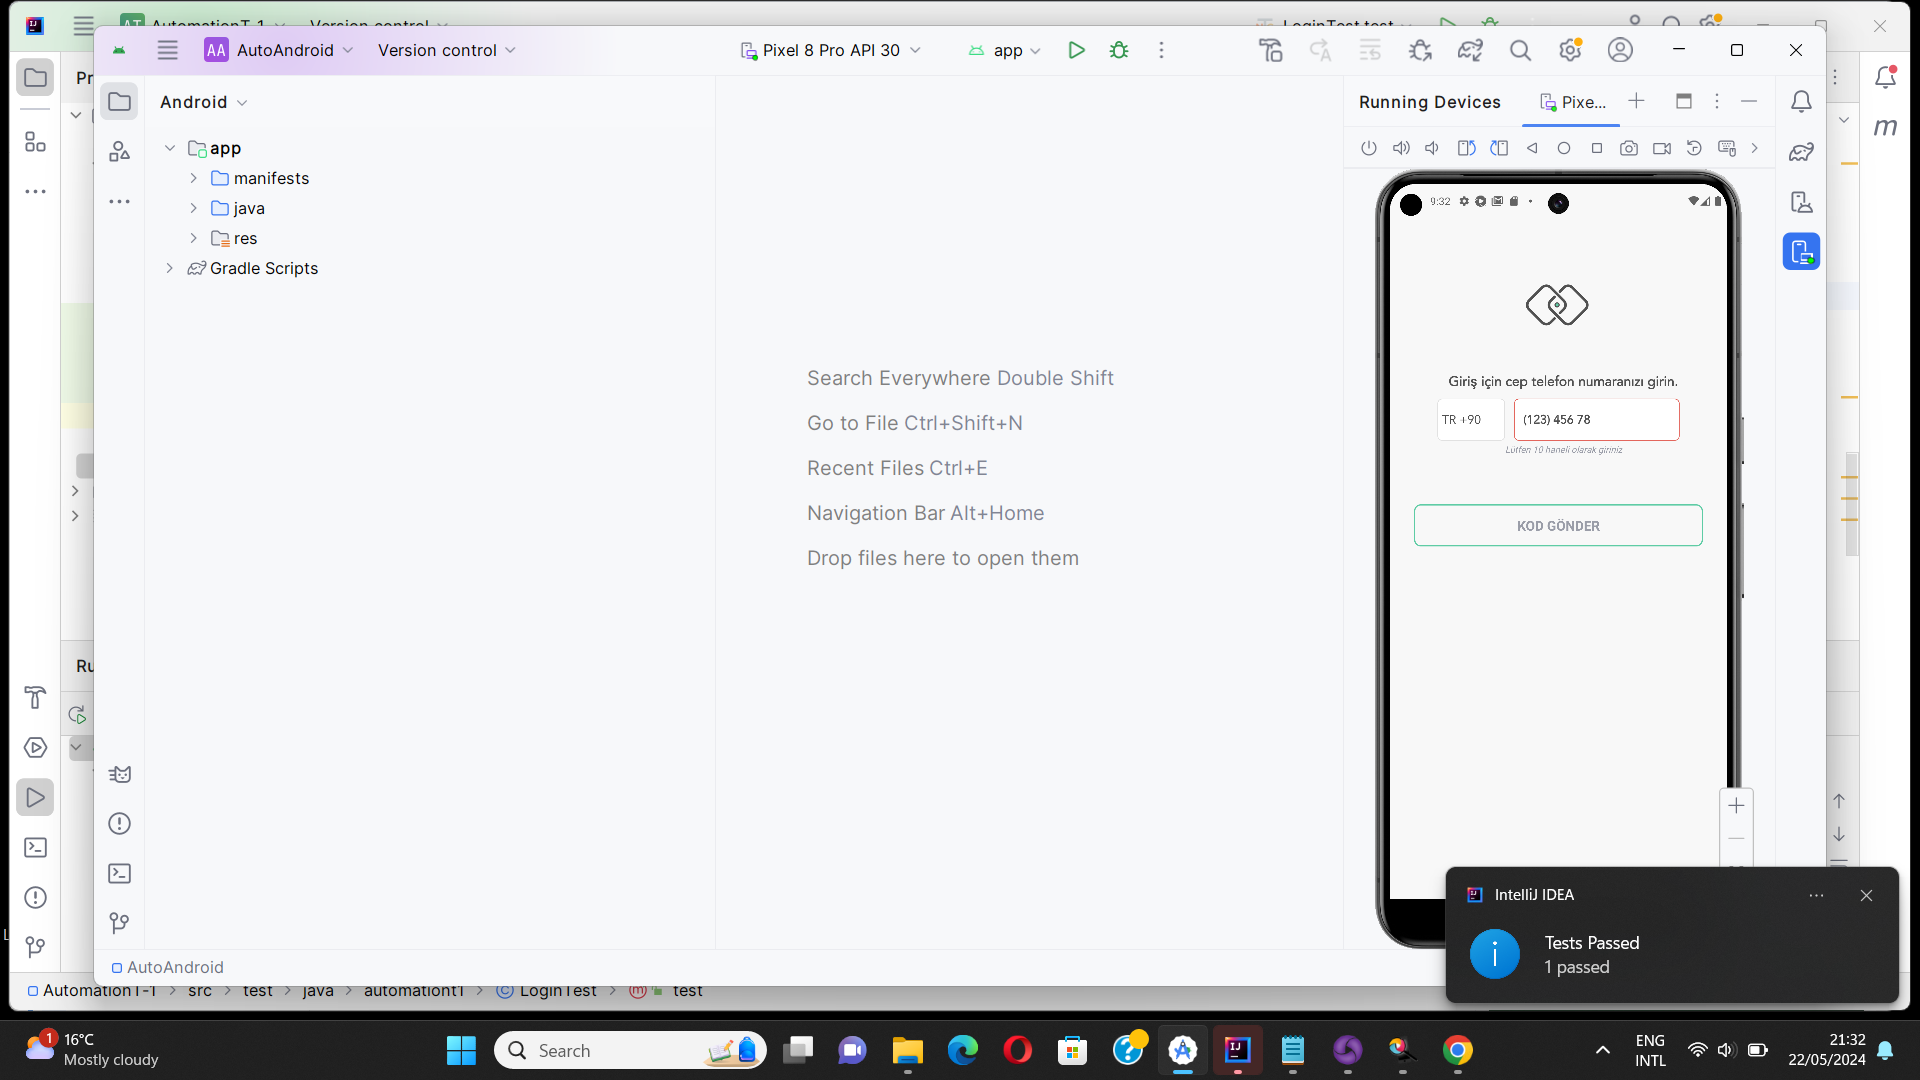 AT AutomationT-1 Version control LoginTest.test
AA AutoAndroid Version control Pixel 8 Pro API 30 app
Pr
Android
Running Devices Pixe...
m
app
manifests
java
res
Gradle Scripts
9:32
Search Everywhere Double Shift
Go to File Ctrl+Shift+N
Recent Files Ctrl+E
Navigation Bar Alt+Home
Drop files here to open them
Giriş için cep telefon numaranızı girin.
TR +90 (123) 456 78
Lütfen 10 haneli olarak giriniz
KOD GÖNDER
Ru
IntelliJ IDEA
Tests Passed
1 passed
AutoAndroid
AutomationT-1 > src > test > java > automationt1 > LoginTest > test
1 16°C
Mostly cloudy
Search
ENG
INTL
21:32
22/05/2024